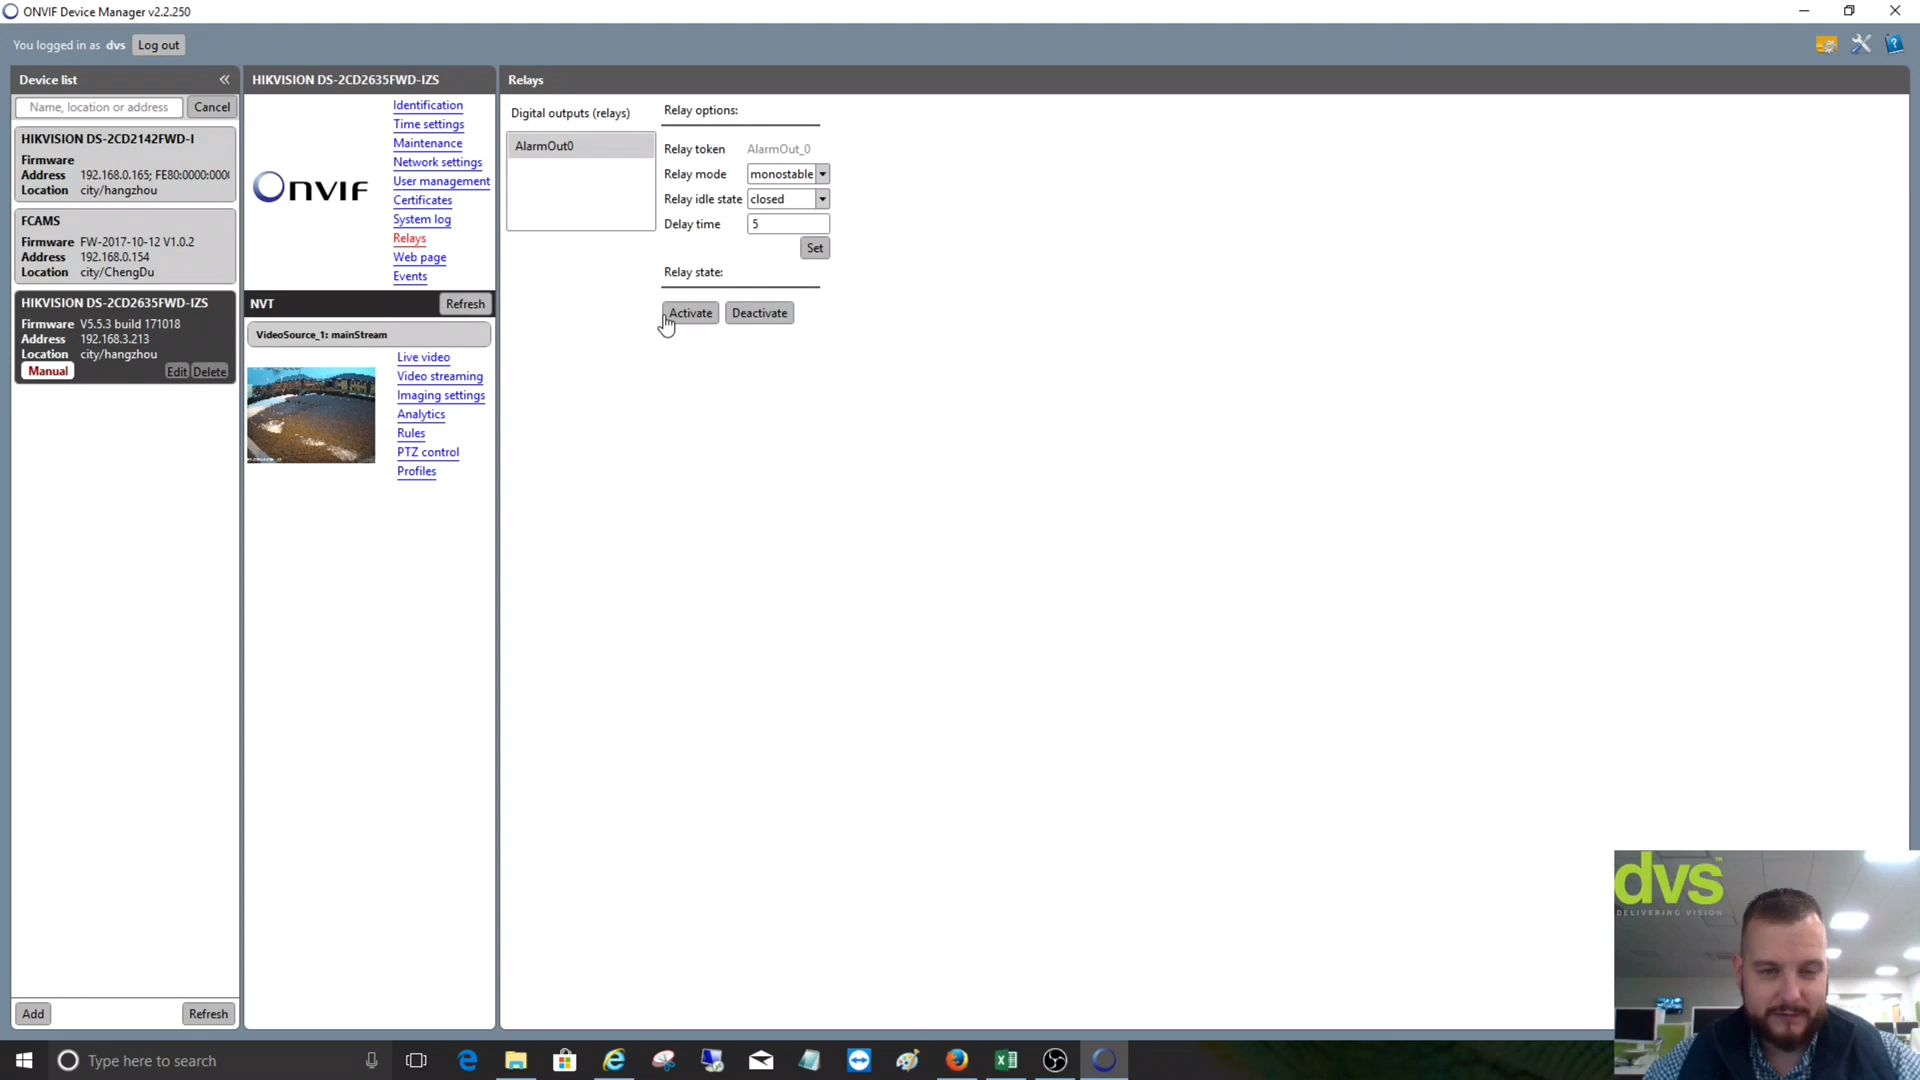 ONVIF Device Manager v2.2.250
You logged in as dvs Log out
Device list
Name, location or address Cancel
HIKVISION DS-2CD2142FWD-I
Firmware
Address 192.168.0.165; FE80:0000:000
Location city/hangzhou
FCAMS
Firmware FW-2017-10-12 V1.0.2
Address 192.168.0.154
Location city/ChengDu
HIKVISION DS-2CD2635FWD-IZS
Firmware V5.5.3 build 171018
Address 192.168.3.213
Location city/hangzhou
Manual Edit Delete
Add Refresh
HIKVISION DS-2CD2635FWD-IZS
ONVIF
Identification
Time settings
Maintenance
Network settings
User management
Certificates
System log
Relays
Web page
Events
NVT Refresh
VideoSource_1: mainStream
Live video
Video streaming
Imaging settings
Analytics
Rules
PTZ control
Profiles
Relays
Digital outputs (relays)
AlarmOut0
Relay options:
Relay token AlarmOut_0
Relay mode monostable
Relay idle state closed
Delay time 5
Set
Relay state:
Activate Deactivate
dvs™
DELIVERING VISION
Type here to search